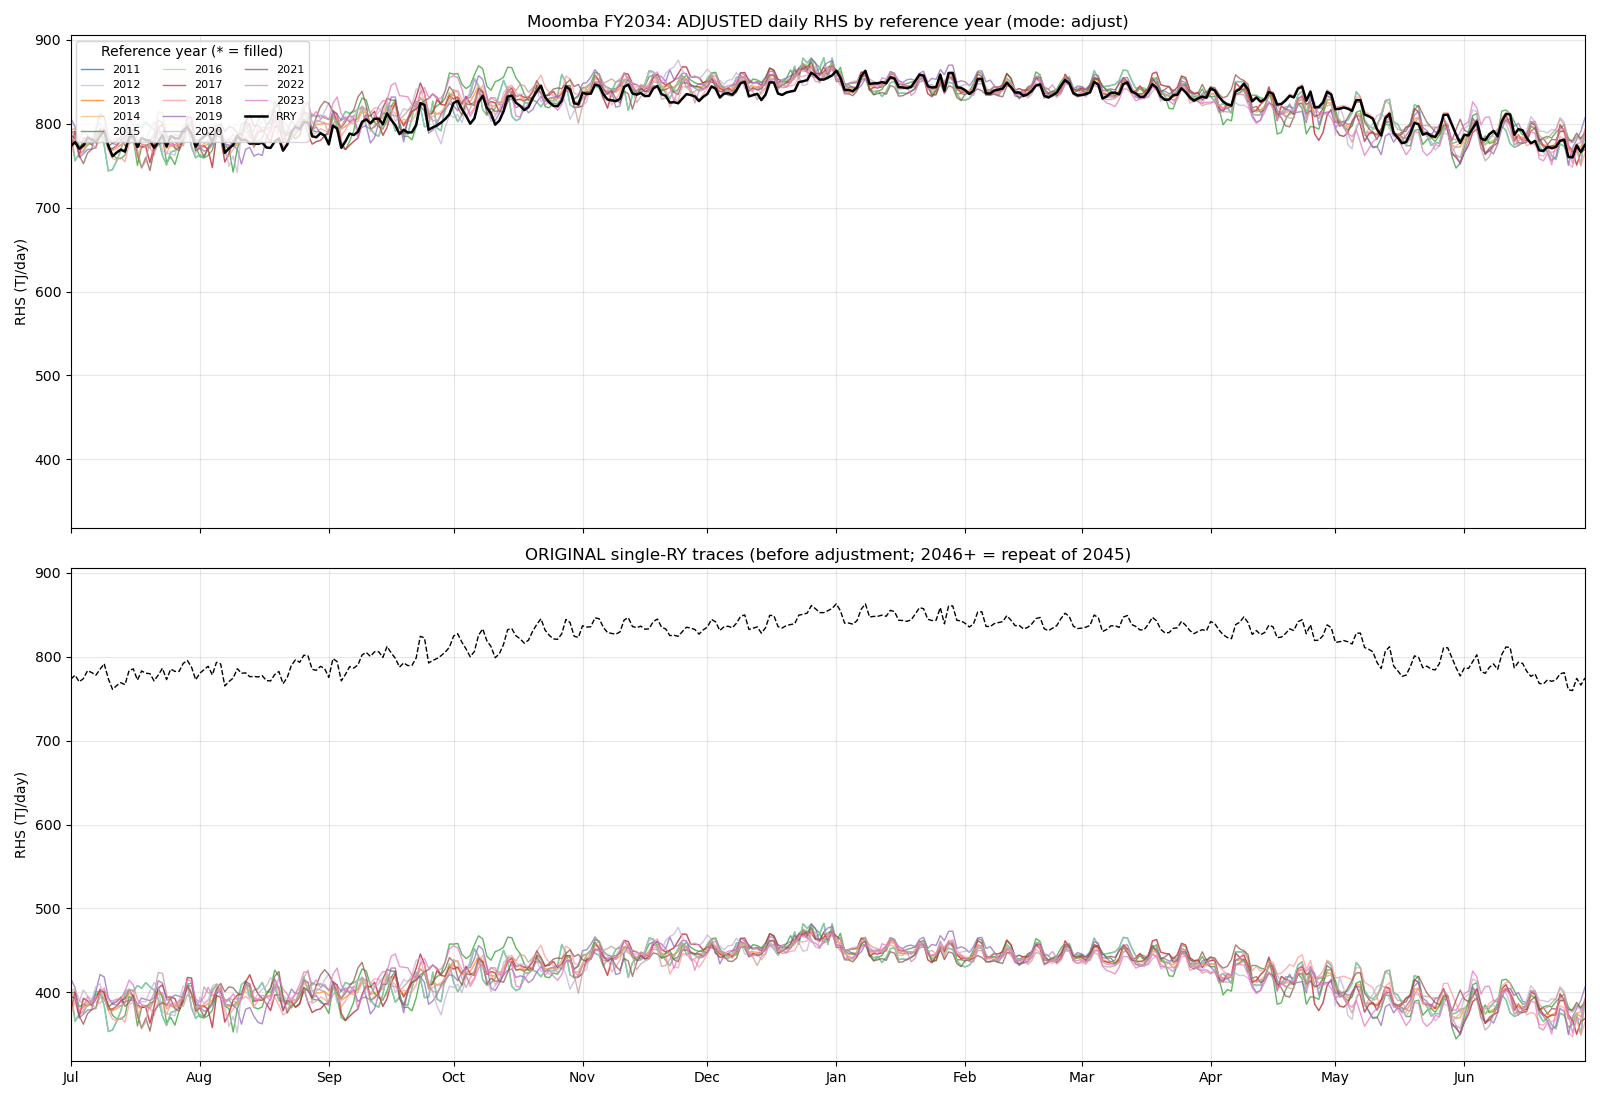 Moomba FY2034: ADJUSTED daily RHS by reference year (mode: adjust)
900
800
700
600
500
400
RHS (TJ/day)
Reference year (* = filled)
2011 2016 2021
2012 2017 2022
2013 2018 2023
2014 2019 RRY
2015 2020
ORIGINAL single-RY traces (before adjustment; 2046+ = repeat of 2045)
900
800
700
600
500
400
RHS (TJ/day)
Jul Aug Sep Oct Nov Dec Jan Feb Mar Apr May Jun